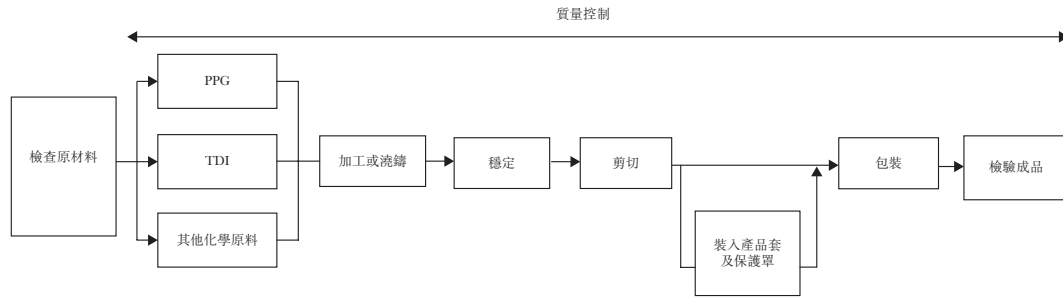 質量控制
檢查原材料
PPG
TDI
其他化學原料
加工或澆鑄
穩定
剪切
裝入產品套
及保護罩
包裝
檢驗成品